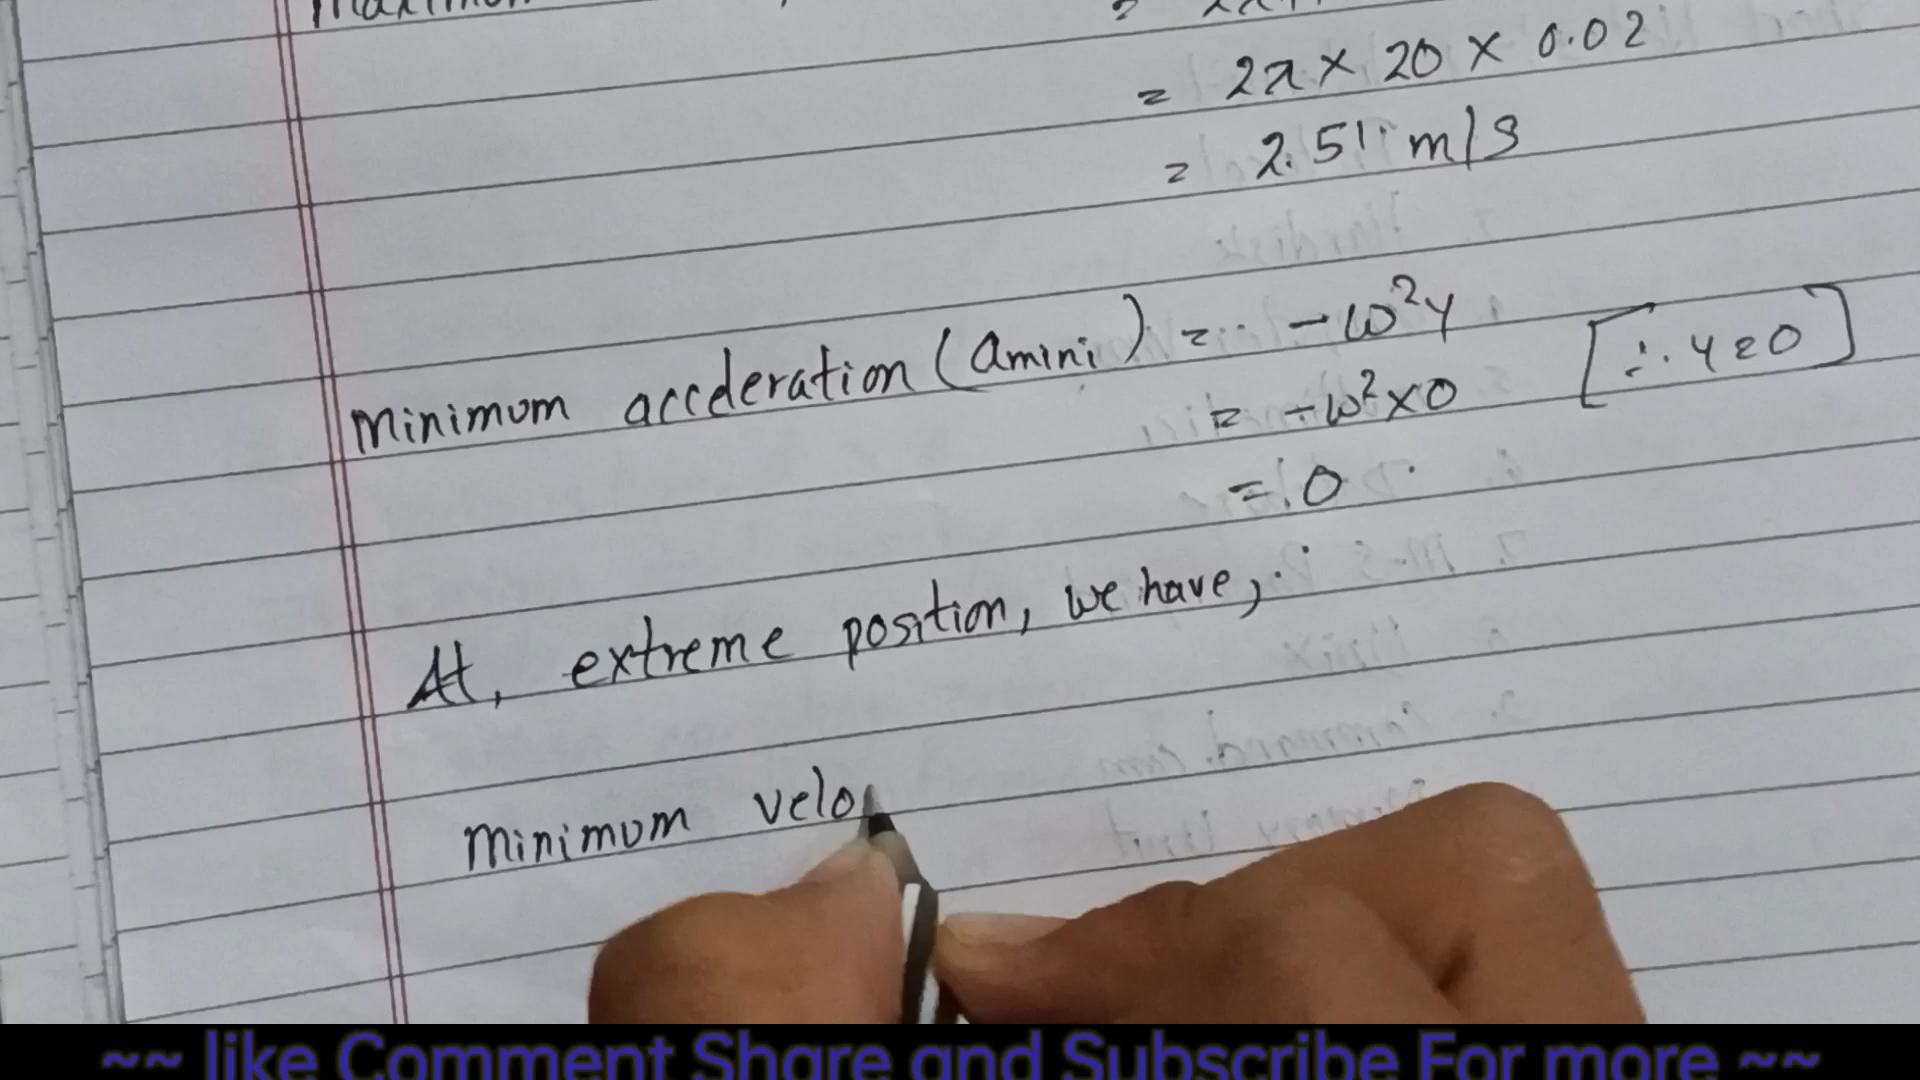 = 2π × 20 × 0.02
= 2.51 m/s
Minimum acceleration (amini) = -ω²y
= -ω²×0 [∴ y=0]
= 0
At, extreme position, we have,
Minimum velo
~~ like Comment Share and Subscribe For more ~~